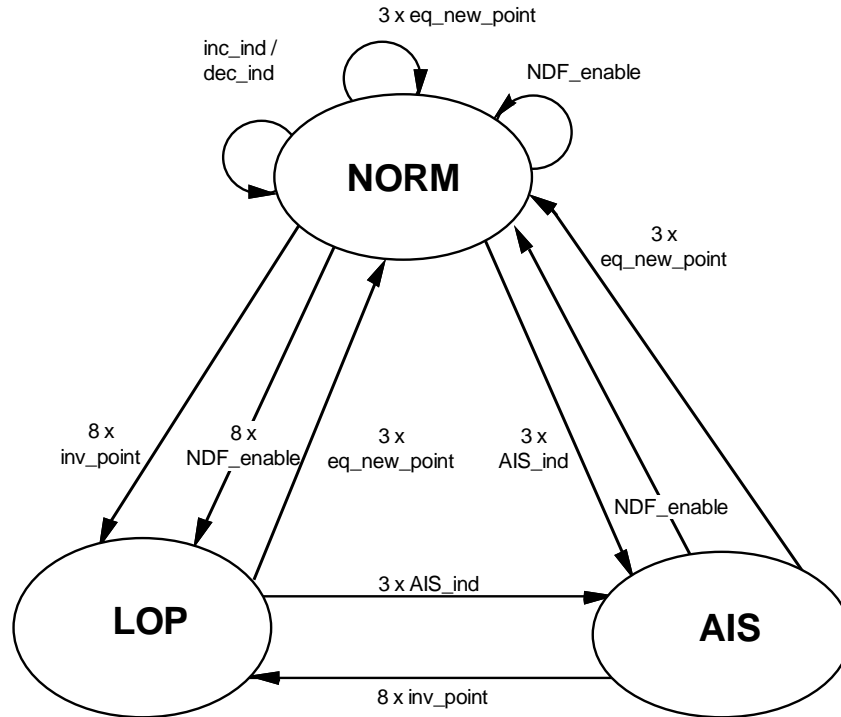 3 x eq_new_point
inc_ind /
dec_ind
NDF_enable
NORM
3 x
eq_new_point
8 x
inv_point
8 x
NDF_enable
3 x
eq_new_point
3 x
AIS_ind
NDF_enable
LOP
3 x AIS_ind
AIS
8 x inv_point